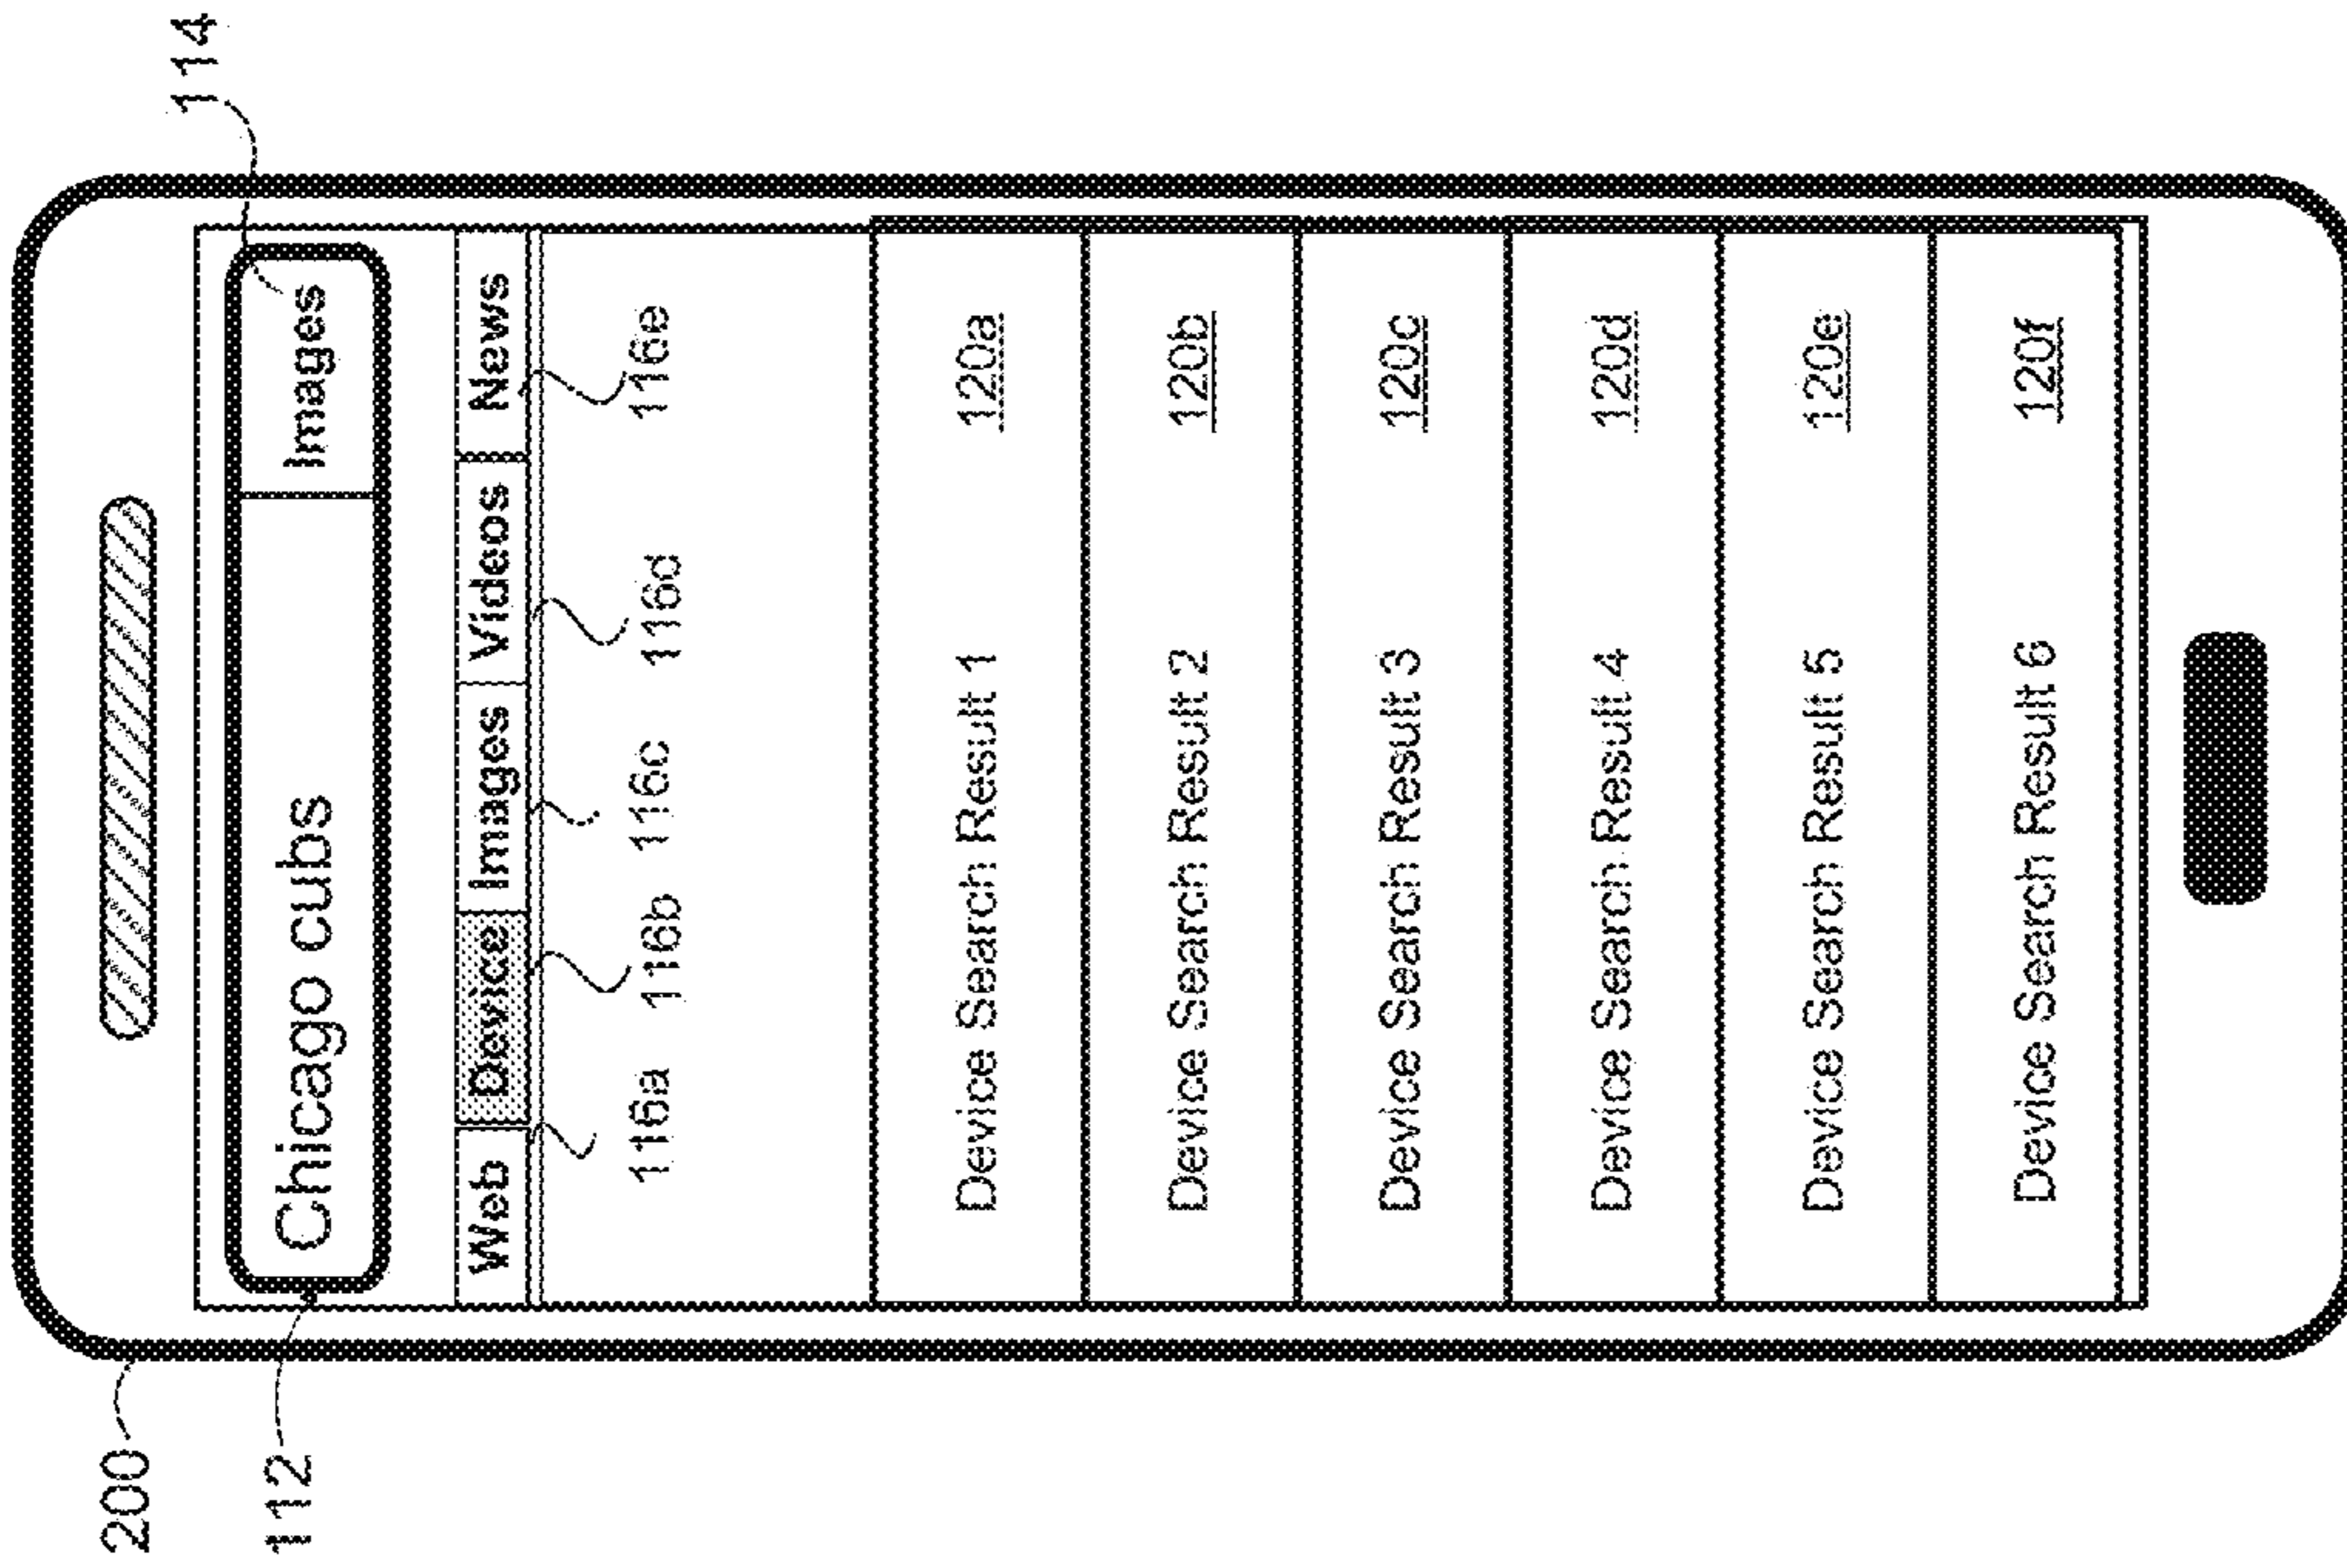 114
200
112
Chicago cubs Images
Web Device Images Videos News
116a 116b 116c 116d 116e
Device Search Result 1 120a
Device Search Result 2 120b
Device Search Result 3 120c
Device Search Result 4 120d
Device Search Result 5 120e
Device Search Result 6 120f